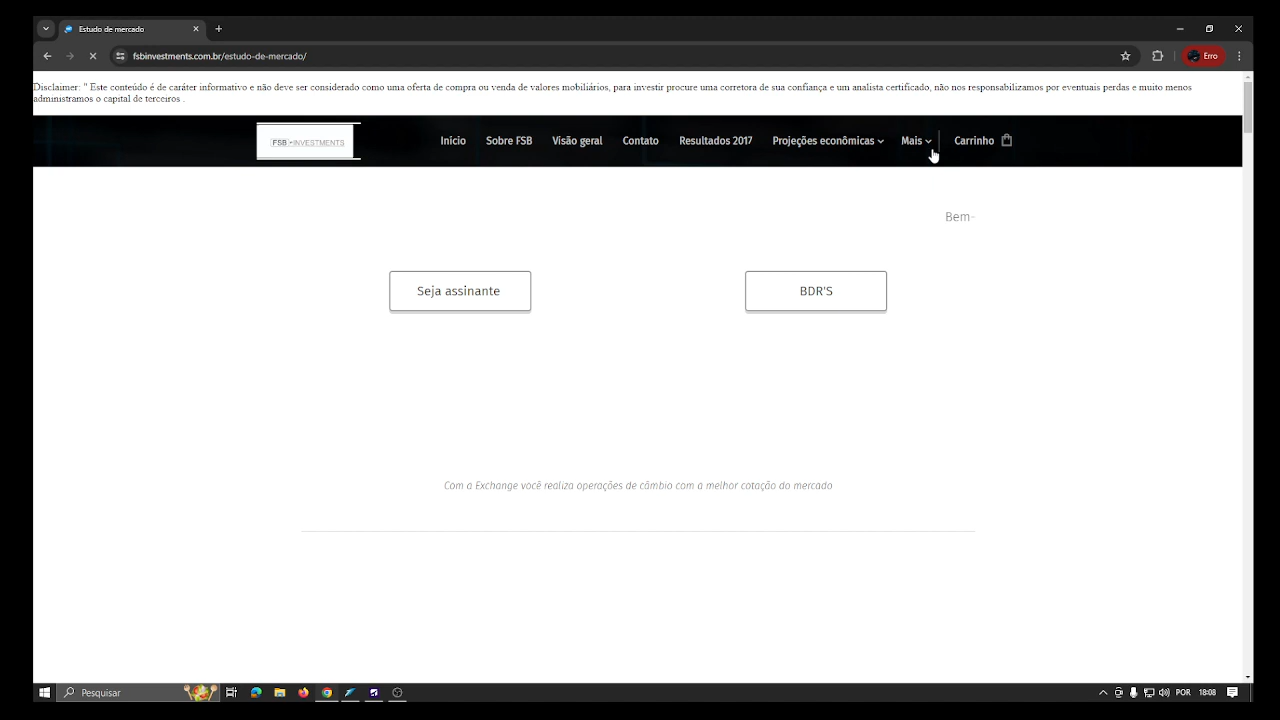 Estudo de mercado
fsbinvestments.com.br/estudo-de-mercado/
Erro
Disclaimer: " Este conteúdo é de caráter informativo e não deve ser considerado como uma oferta de compra ou venda de valores mobiliários, para investir procure uma corretora de sua confiança e um analista certificado, não nos responsabilizamos por eventuais perdas e muito menos
administramos o capital de terceiros .
FSB INVESTMENTS
Início Sobre FSB Visão geral Contato Resultados 2017 Projeções econômicas Mais Carrinho
Bem-
Seja assinante BDR'S
Com a Exchange você realiza operações de câmbio com a melhor cotação do mercado
Pesquisar
POR 18:08